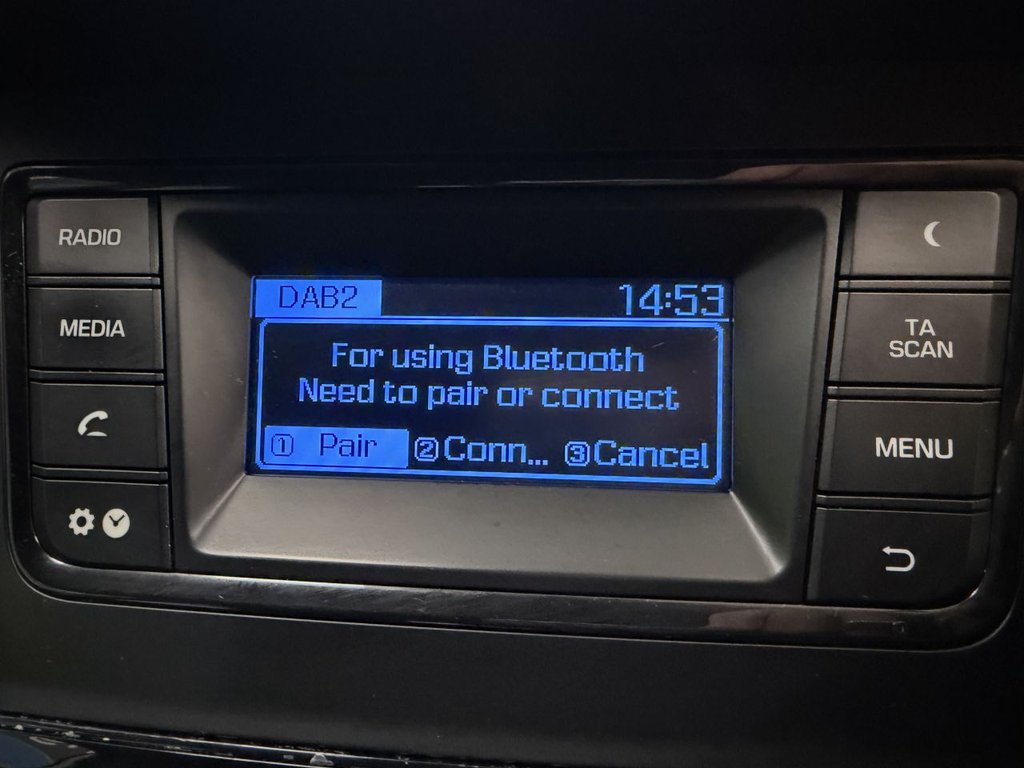 RADIO
MEDIA
DAB2 14:53
For using Bluetooth
Need to pair or connect
① Pair ②Conn... ③Cancel
TA
SCAN
MENU